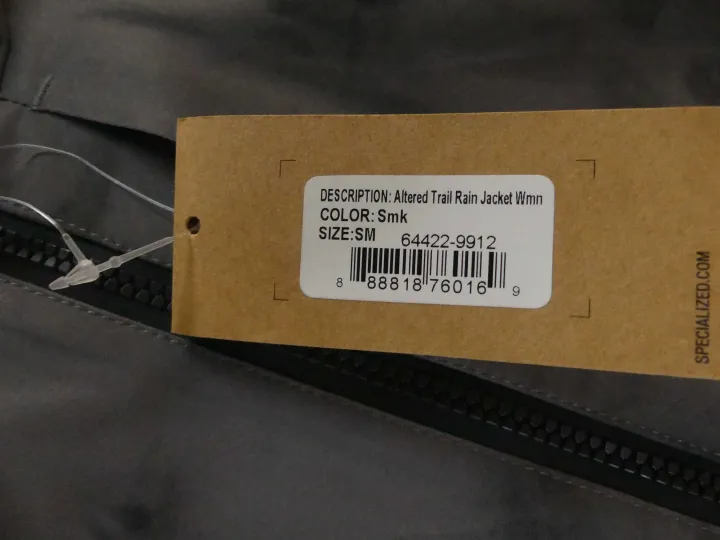 DESCRIPTION: Altered Trail Rain Jacket Wmn
COLOR: Smk
SIZE:SM 64422-9912
8 88818 76016 9
SPECIALIZED.COM